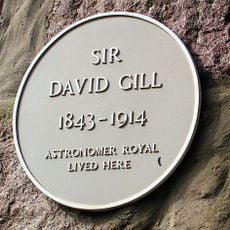 SIR
DAVID GILL
1843-1914
ASTRONOMER ROYAL
LIVED HERE